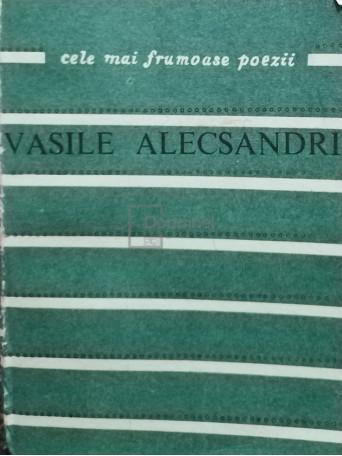 cele mai frumoase poezii
VASILE ALECSANDRI